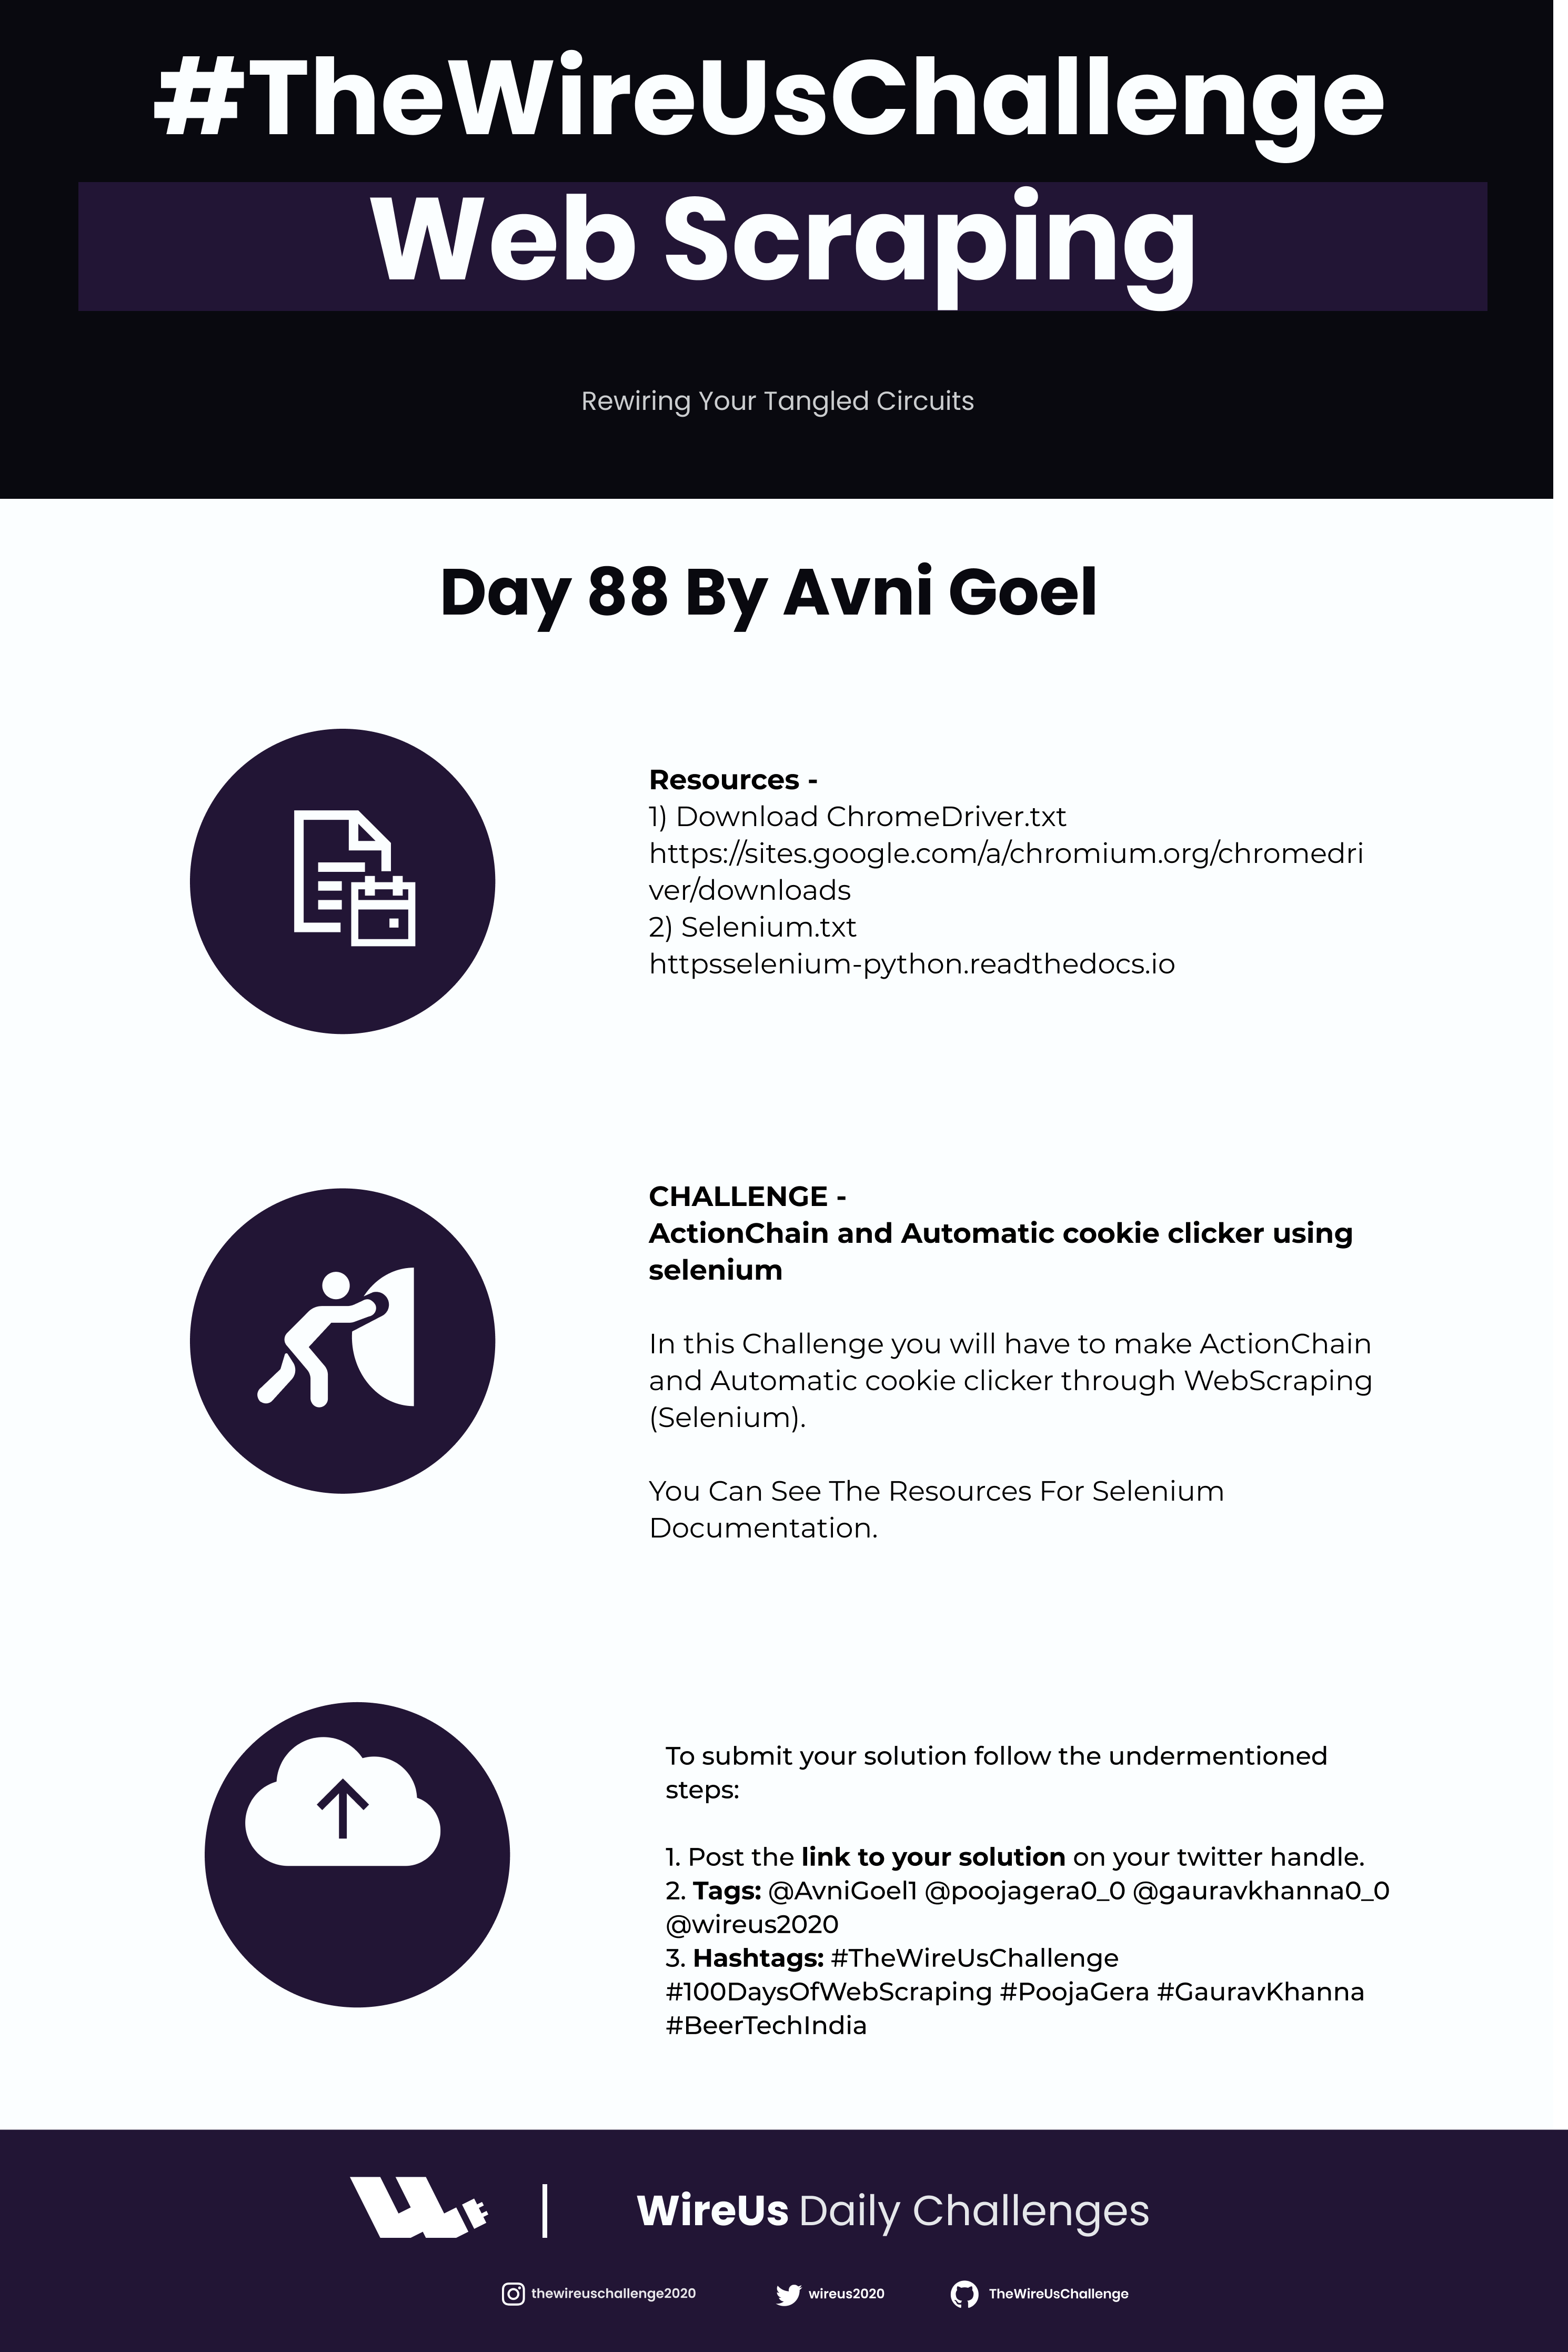 #TheWireUsChallenge
Web Scraping
Rewiring Your Tangled Circuits
Day 88 By Avni Goel
Resources -
1) Download ChromeDriver.txt
https://sites.google.com/a/chromium.org/chromedri
ver/downloads
2) Selenium.txt
httpsselenium-python.readthedocs.io
CHALLENGE -
ActionChain and Automatic cookie clicker using
selenium
In this Challenge you will have to make ActionChain
and Automatic cookie clicker through WebScraping
(Selenium).
You Can See The Resources For Selenium
Documentation.
To submit your solution follow the undermentioned
steps:
1. Post the link to your solution on your twitter handle.
2. Tags: @AvniGoel1 @poojagera0_0 @gauravkhanna0_0
@wireus2020
3. Hashtags: #TheWireUsChallenge
#100DaysOfWebScraping #PoojaGera #GauravKhanna
#BeerTechIndia
WireUs Daily Challenges
thewireuschallenge2020 wireus2020 TheWireUsChallenge